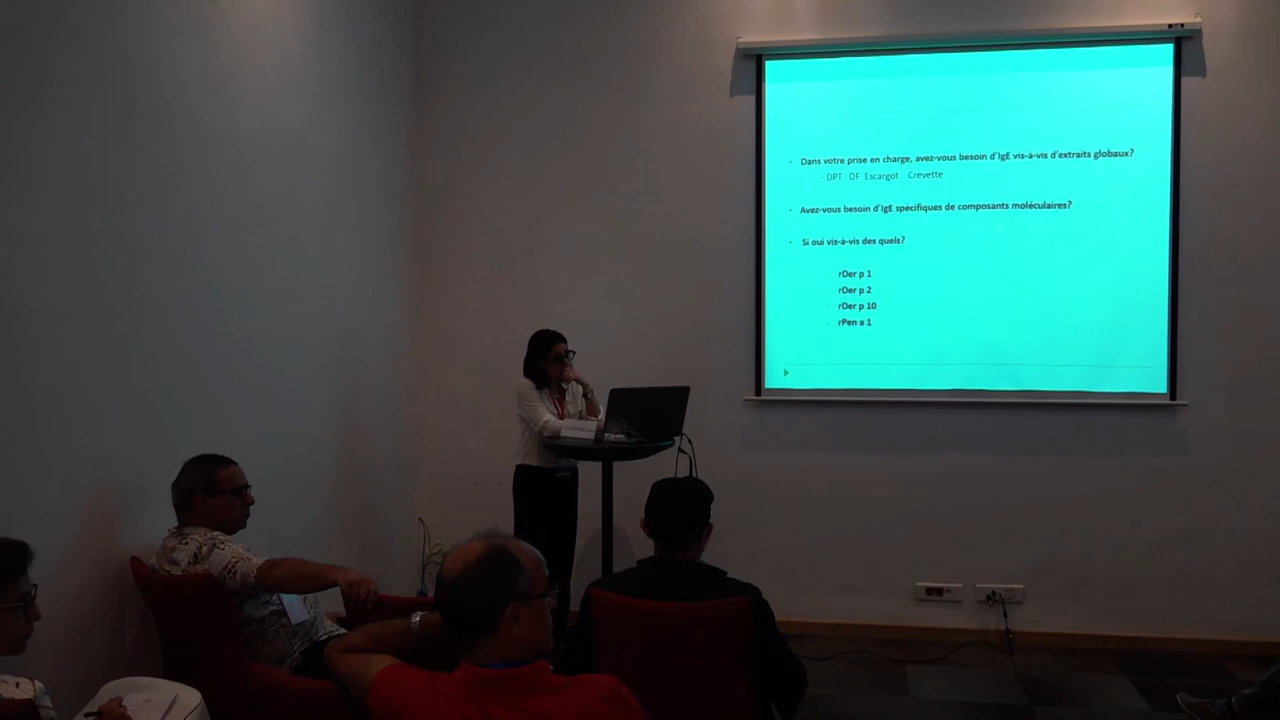 Dans votre prise en charge, avez-vous besoin d'IgE vis-à-vis d'extraits globaux?
- DPT DF Escargot Crevette
Avez-vous besoin d'IgE spécifiques de composants moléculaires?
Si oui vis-à-vis des quels?
rDer p 1
rDer p 2
rDer p 10
rPen a 1